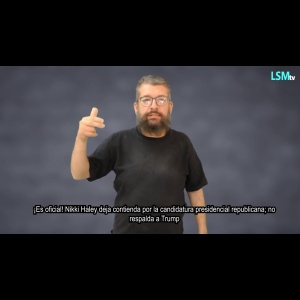 LSMtv
¡Es oficial! Nikki Haley deja contienda por la candidatura presidencial republicana; no
respalda a Trump